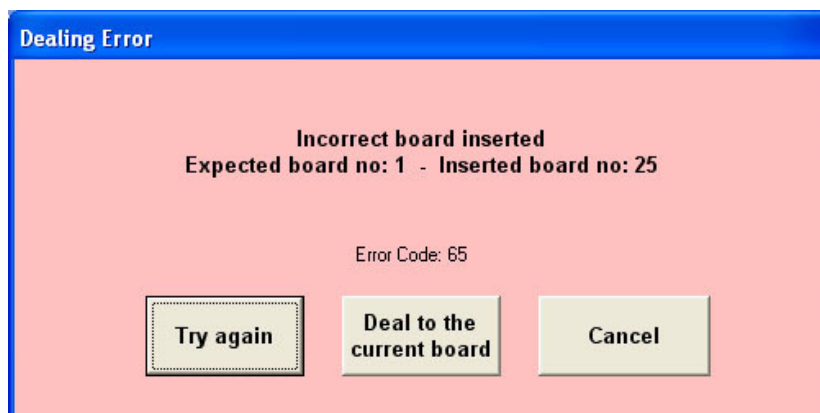 Dealing Error
Incorrect board inserted
Expected board no: 1 - Inserted board no: 25
Error Code: 65
Try again
Deal to the
current board
Cancel